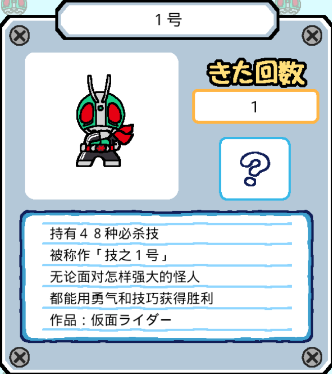 1号
きた回数
1
?
持有48种必杀技
被称作「技之1号」
无论面对怎样强大的怪人
都能用勇气和技巧获得胜利
作品：仮面ライダー